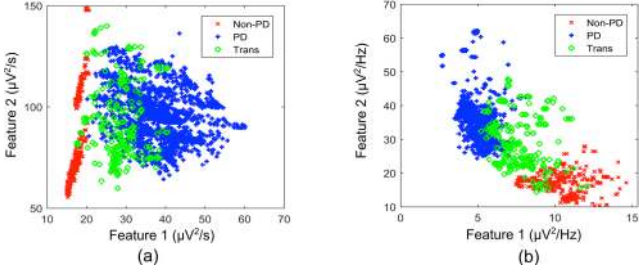 150
100
50
10 20 30 40 50 60 70
Feature 2 (µV²/s)
Feature 1 (µV²/s)
Non-PD
PD
Trans
(a)
70
60
50
40
30
20
10
0 5 10 15
Feature 2 (µV²/Hz)
Feature 1 (µV²/Hz)
Non-PD
PD
Trans
(b)